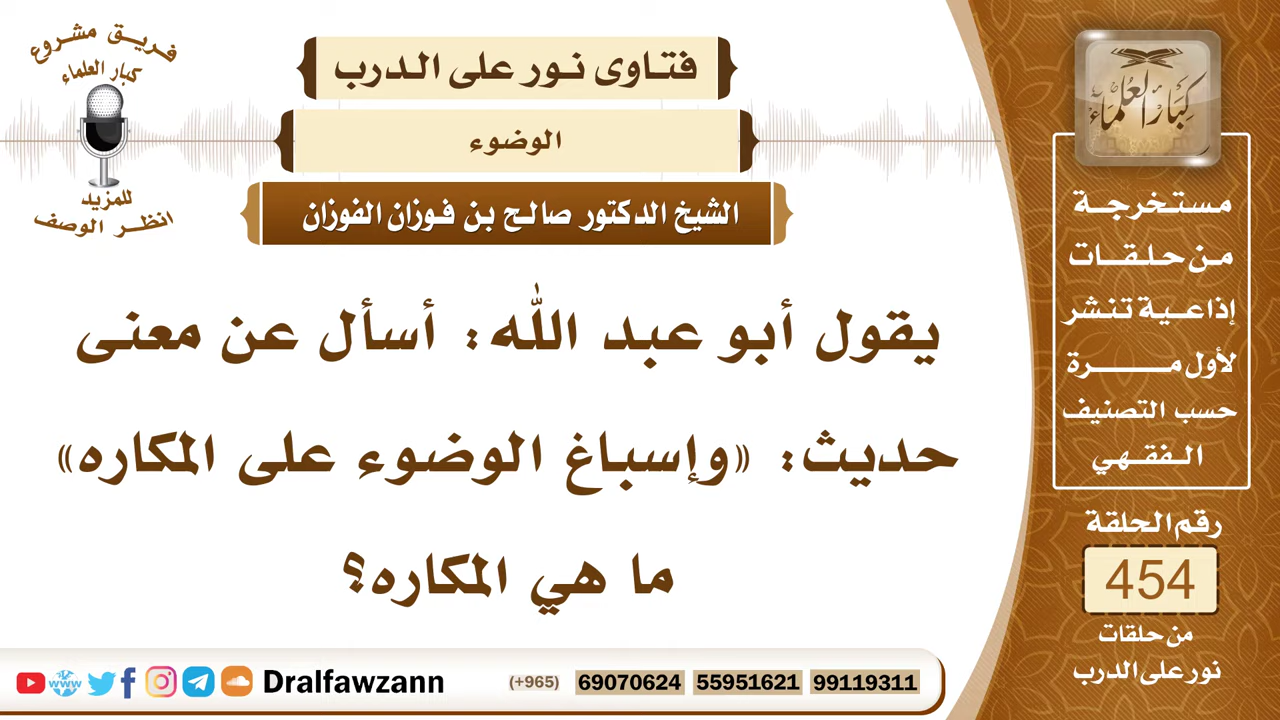 فريق مشروع
كبار العلماء
للمزيد
انظر الوصف
فتاوى نور على الدرب
الوضوء
الشيخ الدكتور صالح بن فوزان الفوزان
يقول أبو عبد الله: أسأل عن معنى
حديث: «وإسباغ الوضوء على المكاره»
ما هي المكاره؟
كبار العلماء
مستخرجة
من حلقات
إذاعية تنشر
لأول مرة
حسب التصنيف
الفقهي
رقم الحلقة
454
من حلقات
نور على الدرب
www Dralfawzann (+965) 69070624 55951621 99119311